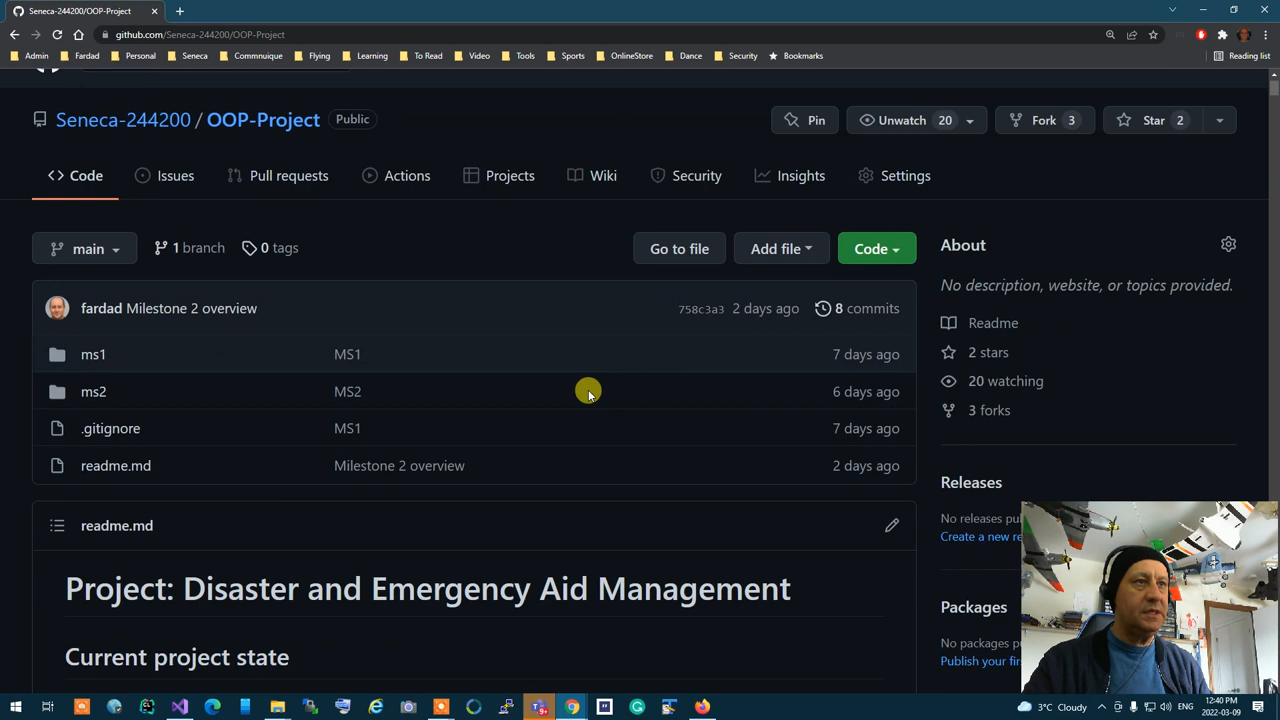 Seneca-244200/OOP-Project
github.com/Seneca-244200/OOP-Project
Admin Fardad Personal Seneca Commnuique Flying Learning To Read Video Tools Sports OnlineStore Dance Security Bookmarks Reading list
Seneca-244200 / OOP-Project Public
Pin Unwatch 20 Fork 3 Star 2
Code Issues Pull requests Actions Projects Wiki Security Insights Settings
main 1 branch 0 tags Go to file Add file Code
fardad Milestone 2 overview 758c3a3 2 days ago 8 commits
ms1 MS1 7 days ago
ms2 MS2 6 days ago
.gitignore MS1 7 days ago
readme.md Milestone 2 overview 2 days ago
readme.md
Project: Disaster and Emergency Aid Management
Current project state
About
No description, website, or topics provided.
Readme
2 stars
20 watching
3 forks
Releases
No releases pu
Create a new re
Packages
No packages pu
Publish your fir
3°C Cloudy ENG 12:40 PM
2022-03-09